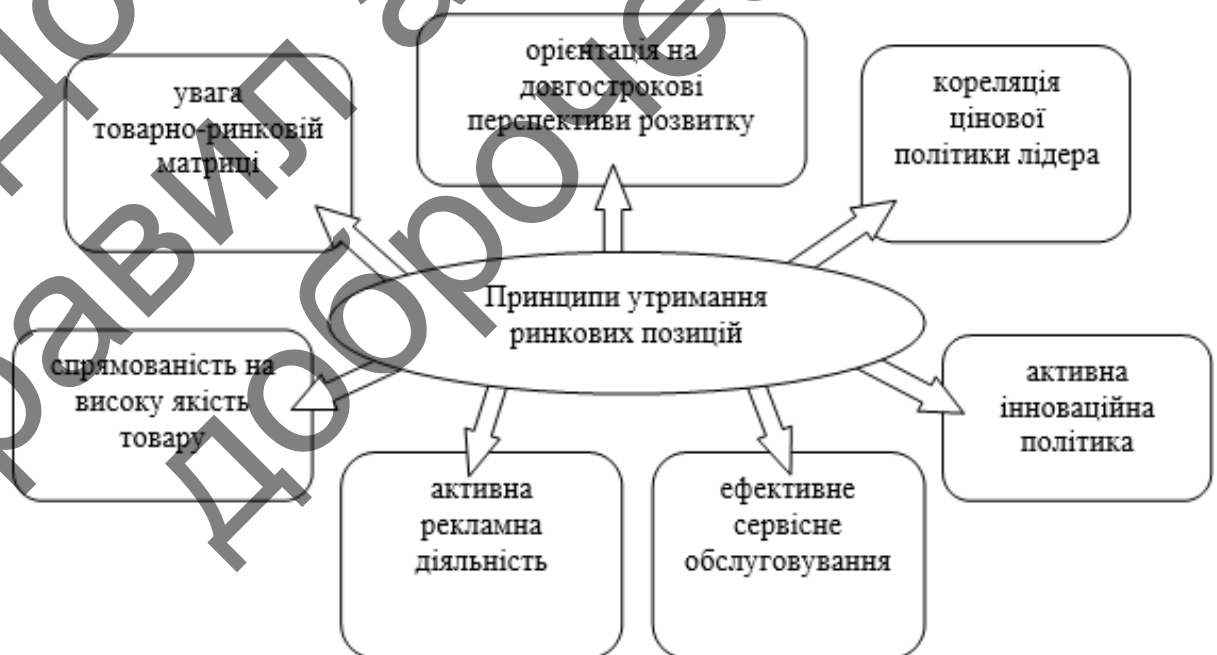 увага
товарно-ринковій
матриці
орієнтація на
довгострокові
перспективи розвитку
кореляція
цінової
політики лідера
Принципи утримання
ринкових позицій
спрямованість на
високу якість
товару
активна
інноваційна
політика
активна
рекламна
діяльність
ефективне
сервісне
обслуговування